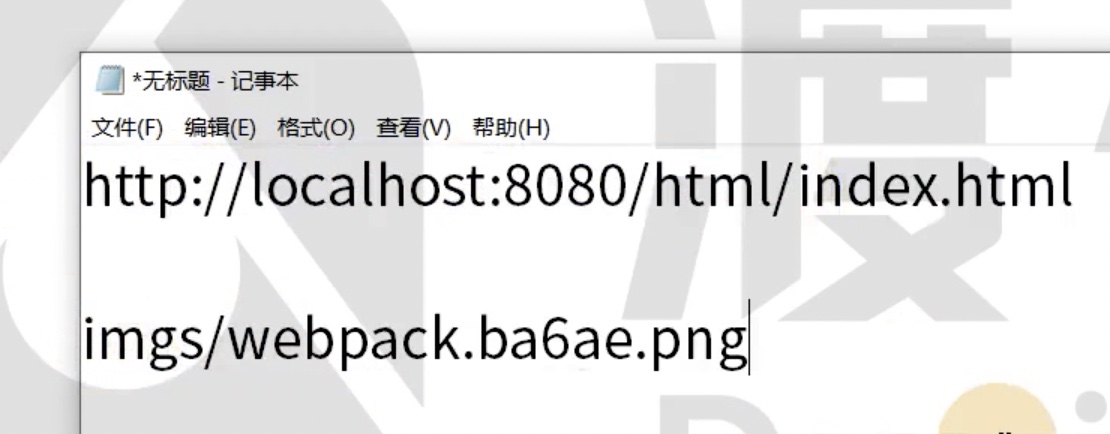 *无标题 - 记事本
文件(F) 编辑(E) 格式(O) 查看(V) 帮助(H)
http://localhost:8080/html/index.html
imgs/webpack.ba6ae.png
渡